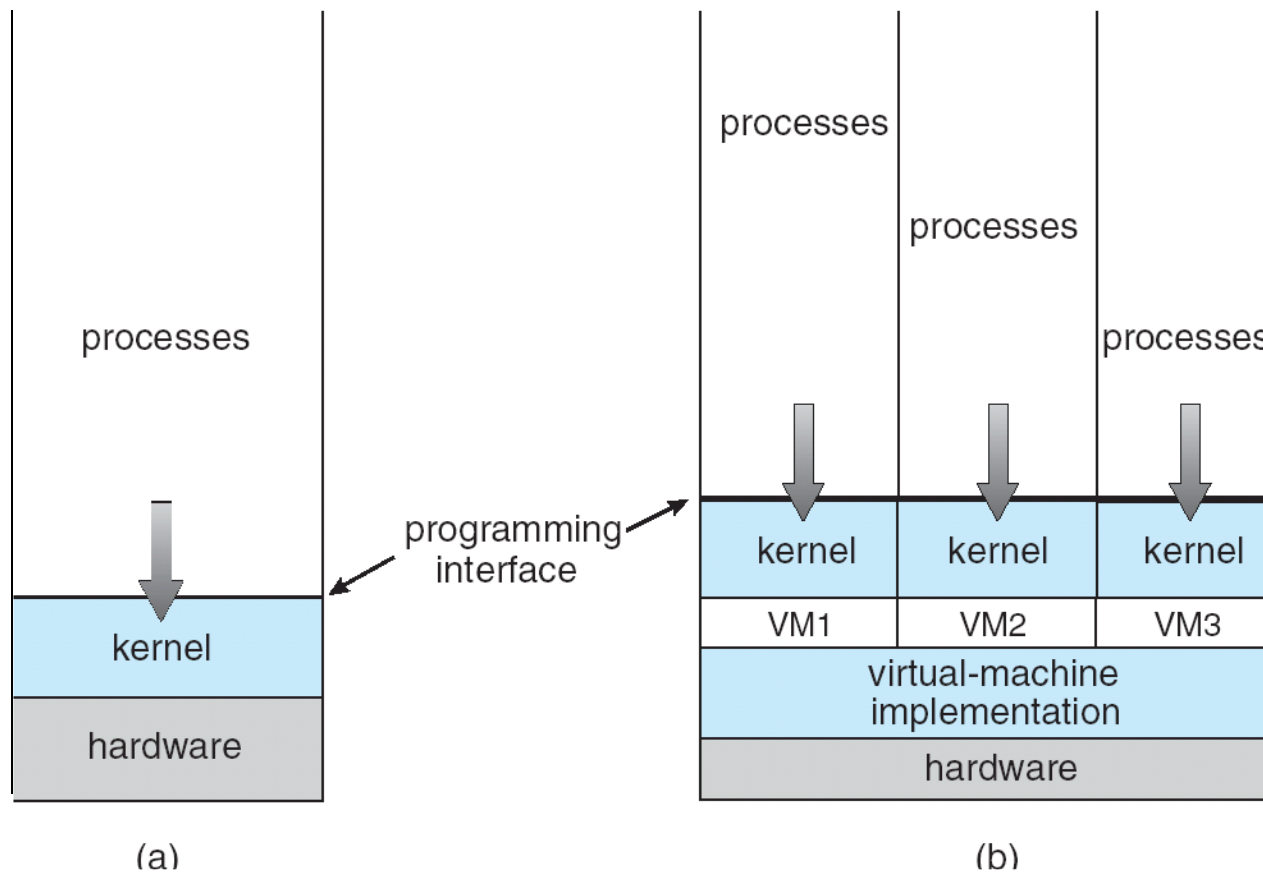 processes
kernel
hardware
(a)
programming
interface
processes
processes
processes
kernel
kernel
kernel
VM1
VM2
VM3
virtual-machine
implementation
hardware
(b)